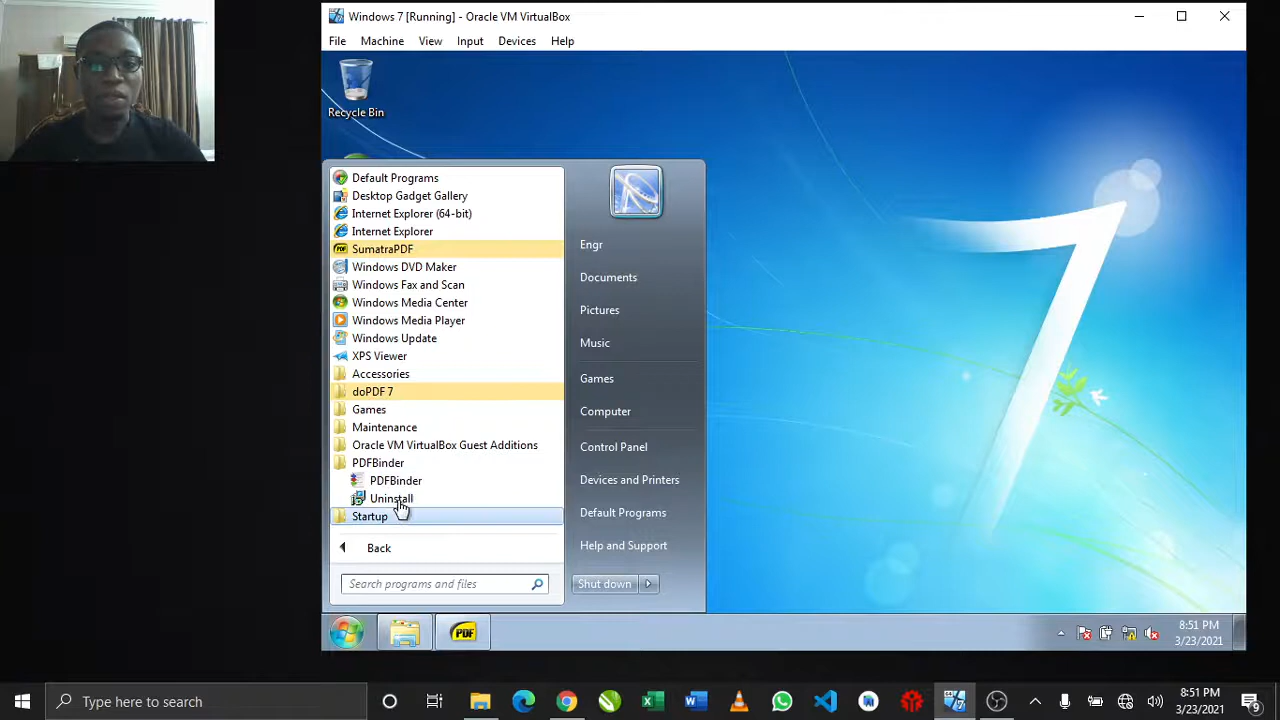 Windows 7 [Running] - Oracle VM VirtualBox
File Machine View Input Devices Help
Recycle Bin
Default Programs
Desktop Gadget Gallery
Internet Explorer (64-bit)
Internet Explorer
PDF SumatraPDF
Windows DVD Maker
Windows Fax and Scan
Windows Media Center
Windows Media Player
Windows Update
XPS Viewer
Accessories
doPDF 7
Games
Maintenance
Oracle VM VirtualBox Guest Additions
PDFBinder
PDFBinder
Uninstall
Startup
Back
Search programs and files
Engr
Documents
Pictures
Music
Games
Computer
Control Panel
Devices and Printers
Default Programs
Help and Support
Shut down
7
PDF
8:51 PM
3/23/2021
Type here to search
8:51 PM
3/23/2021
9